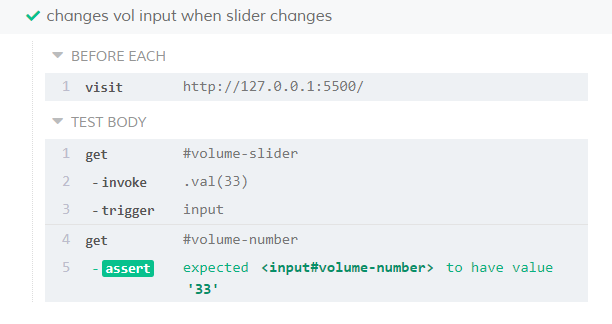 changes vol input when slider changes
BEFORE EACH
1 visit http://127.0.0.1:5500/
TEST BODY
1 get #volume-slider
2 -invoke .val(33)
3 -trigger input
4 get #volume-number
5 -assert expected <input#volume-number> to have value
'33'